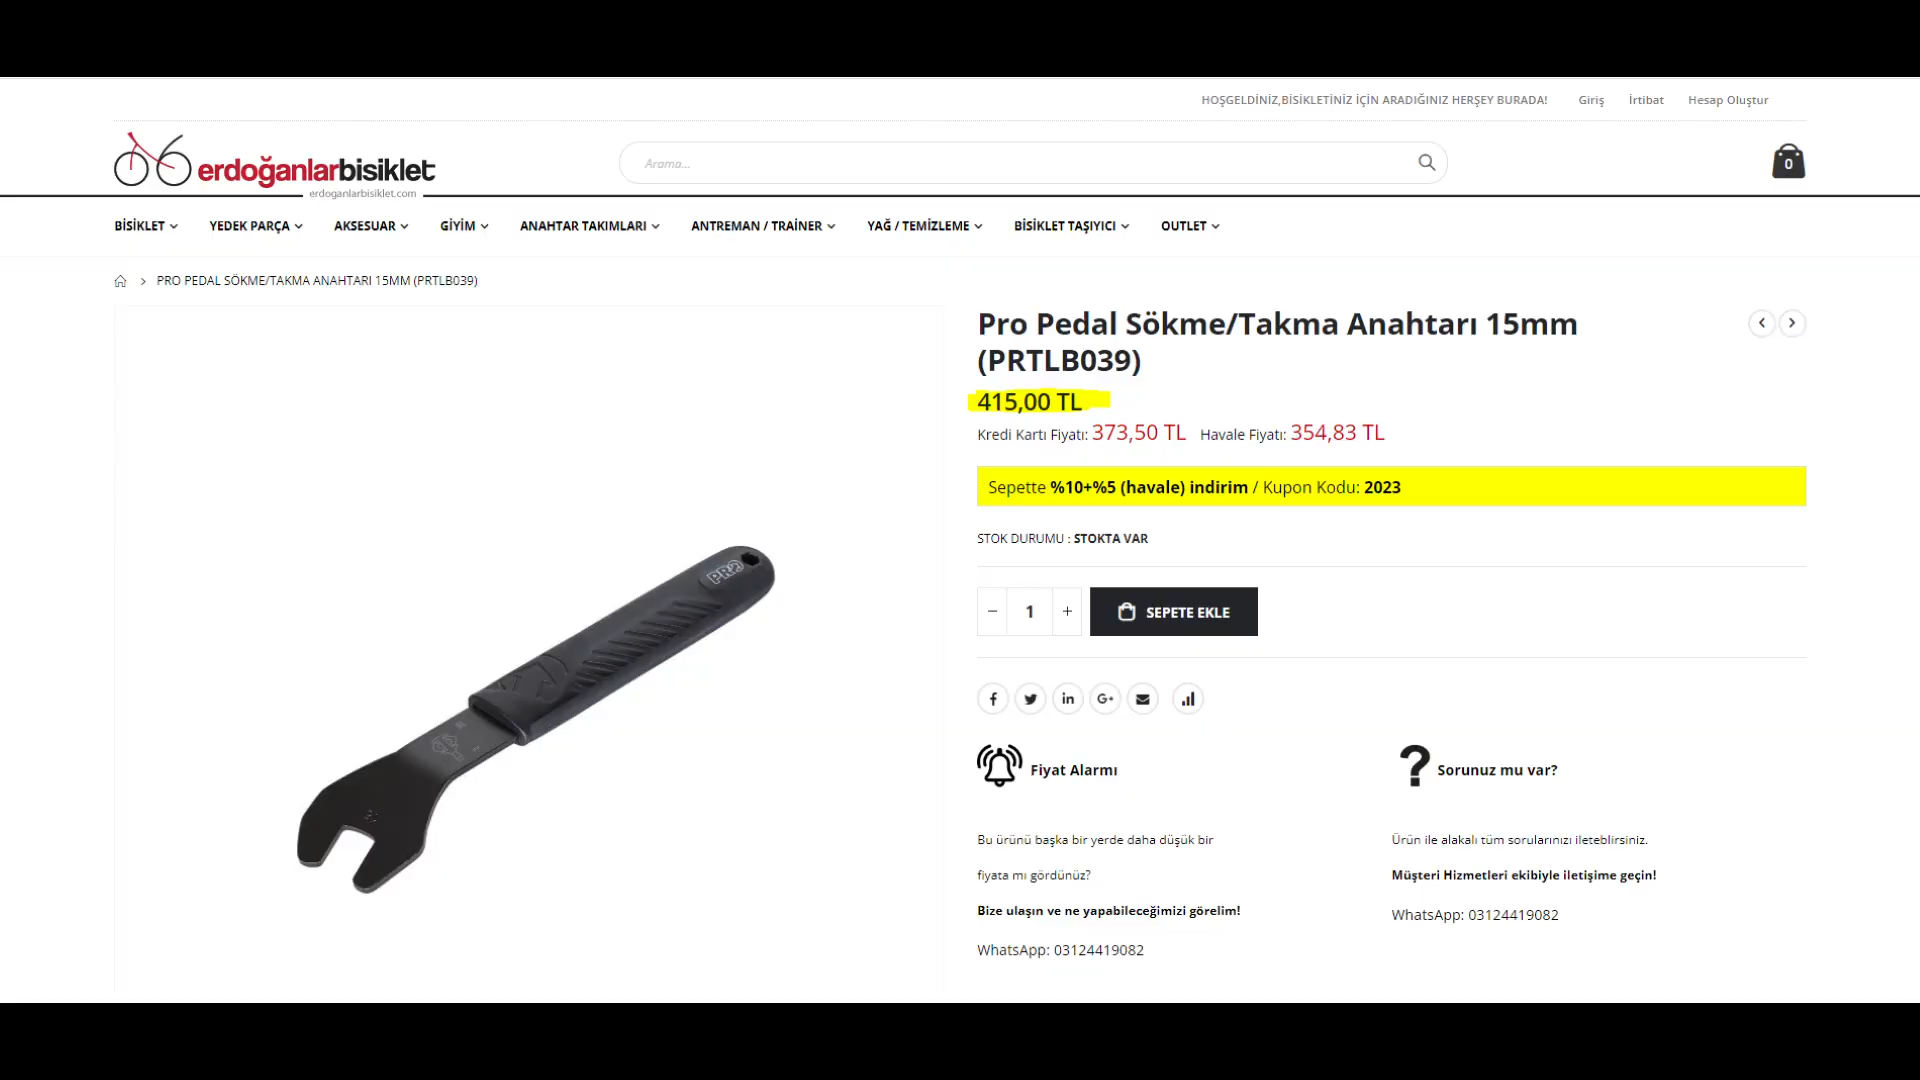 HOŞGELDİNİZ,BİSİKLETİNİZ İÇİN ARADIĞINIZ HERŞEY BURADA! Giriş İrtibat Hesap Oluştur
erdoğanlarbisiklet
erdoganlarbisiklet.com
Arama...
0
BİSİKLET YEDEK PARÇA AKSESUAR GİYİM ANAHTAR TAKIMLARI ANTREMAN / TRAİNER YAĞ / TEMİZLEME BİSİKLET TAŞIYICI OUTLET
PRO PEDAL SÖKME/TAKMA ANAHTARI 15MM (PRTLB039)
Pro Pedal Sökme/Takma Anahtarı 15mm
(PRTLB039)
415,00 TL
Kredi Kartı Fiyatı: 373,50 TL Havale Fiyatı: 354,83 TL
Sepette %10+%5 (havale) indirim / Kupon Kodu: 2023
STOK DURUMU : STOKTA VAR
− 1 + SEPETE EKLE
PRO
Fiyat Alarmı
Bu ürünü başka bir yerde daha düşük bir
fiyata mı gördünüz?
Bize ulaşın ve ne yapabileceğimizi görelim!
WhatsApp: 03124419082
Sorunuz mu var?
Ürün ile alakalı tüm sorularınızı ileteblirsiniz.
Müşteri Hizmetleri ekibiyle iletişime geçin!
WhatsApp: 03124419082